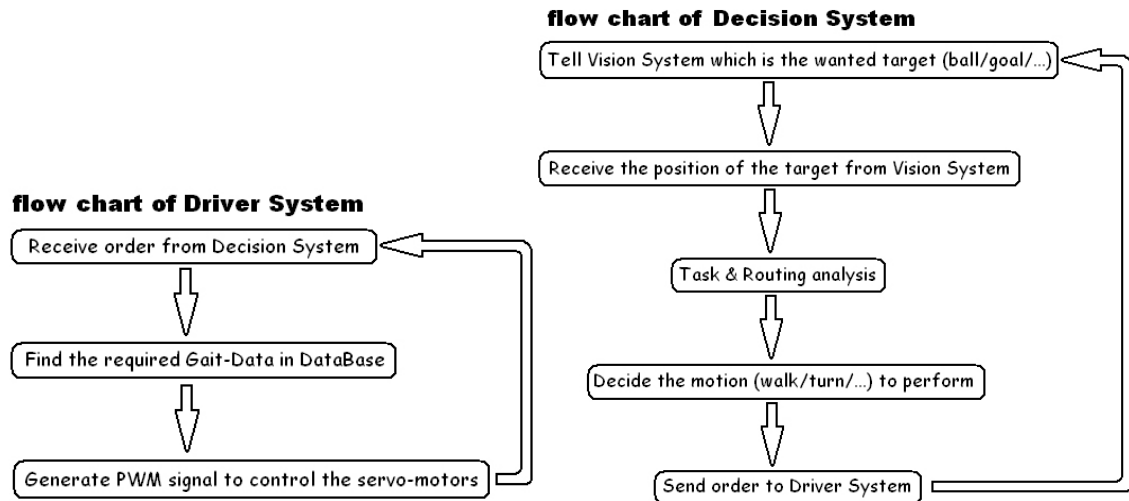 flow chart of Driver System
Receive order from Decision System
Find the required Gait-Data in DataBase
Generate PWM signal to control the servo-motors
flow chart of Decision System
Tell Vision System which is the wanted target (ball/goal/...)
Receive the position of the target from Vision System
Task & Routing analysis
Decide the motion (walk/turn/...) to perform
Send order to Driver System